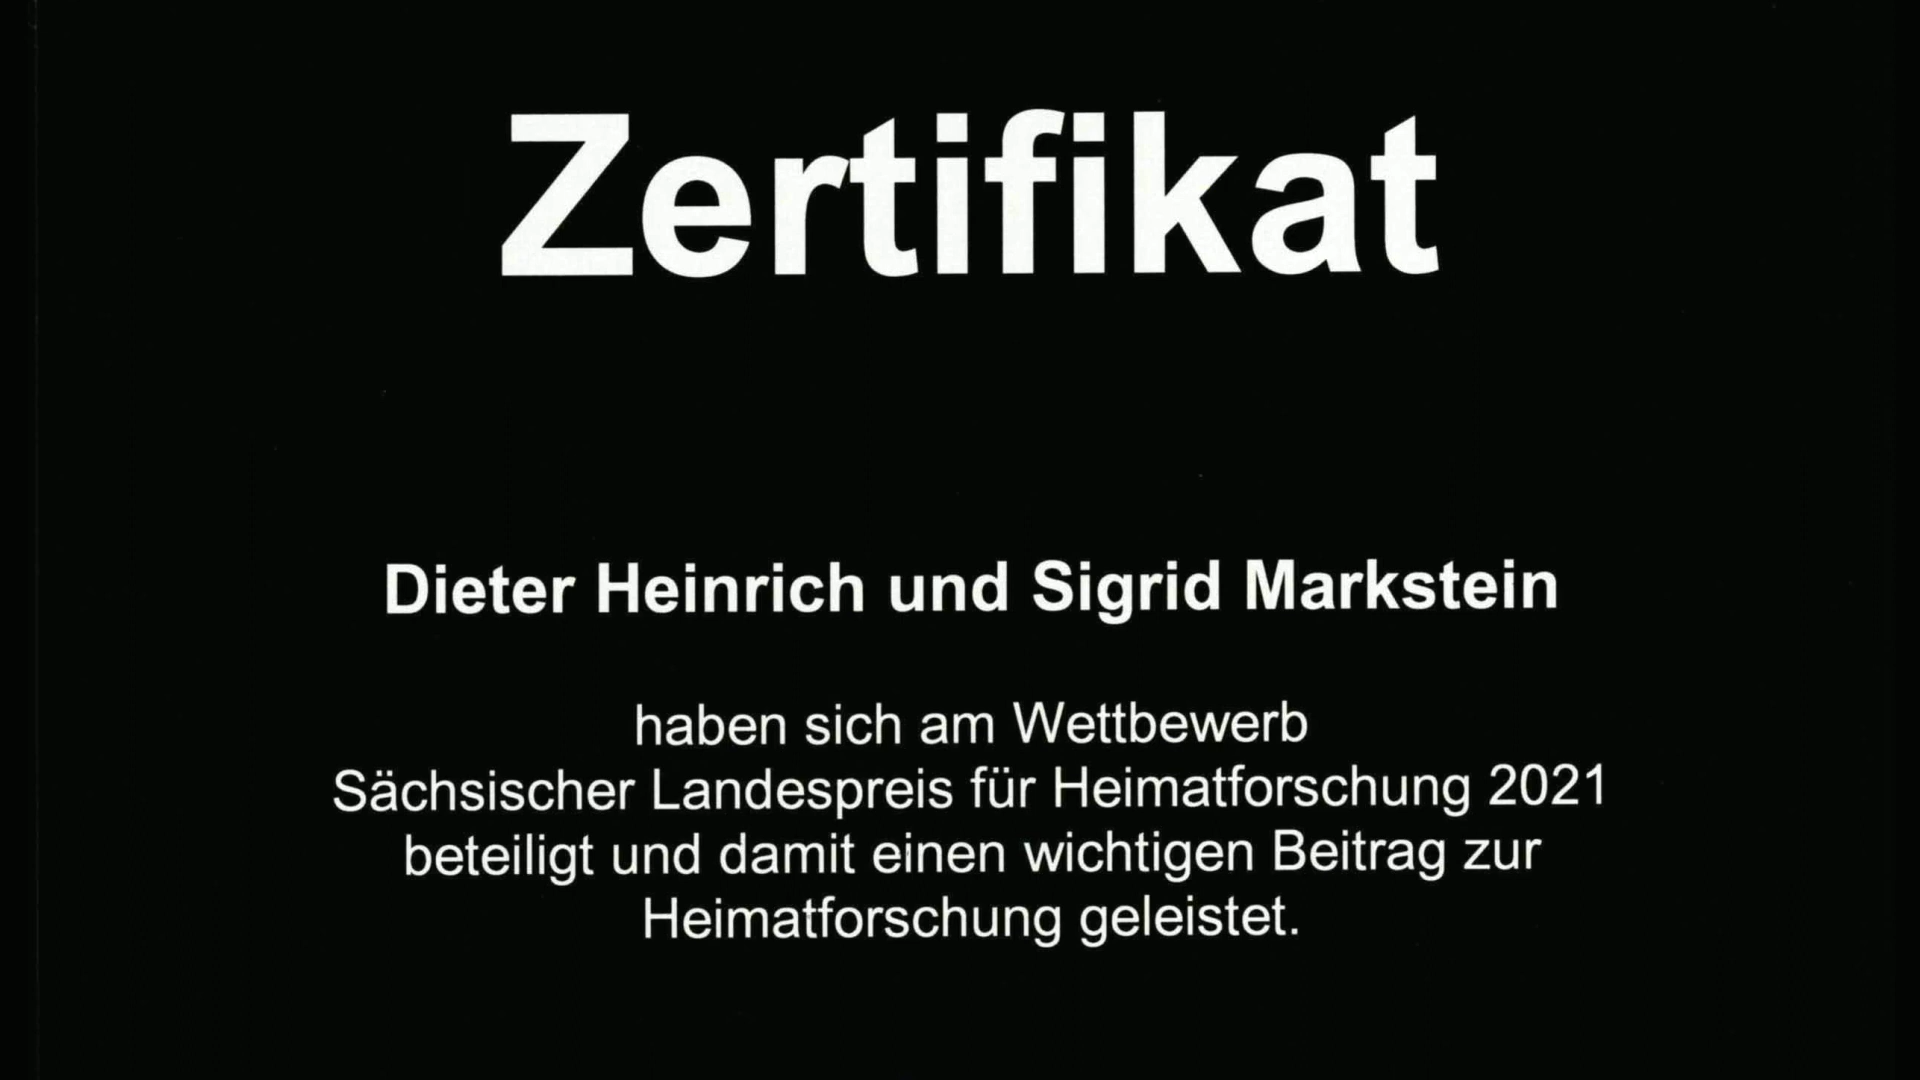 Zertifikat
Dieter Heinrich und Sigrid Markstein
haben sich am Wettbewerb
Sächsischer Landespreis für Heimatforschung 2021
beteiligt und damit einen wichtigen Beitrag zur
Heimatforschung geleistet.